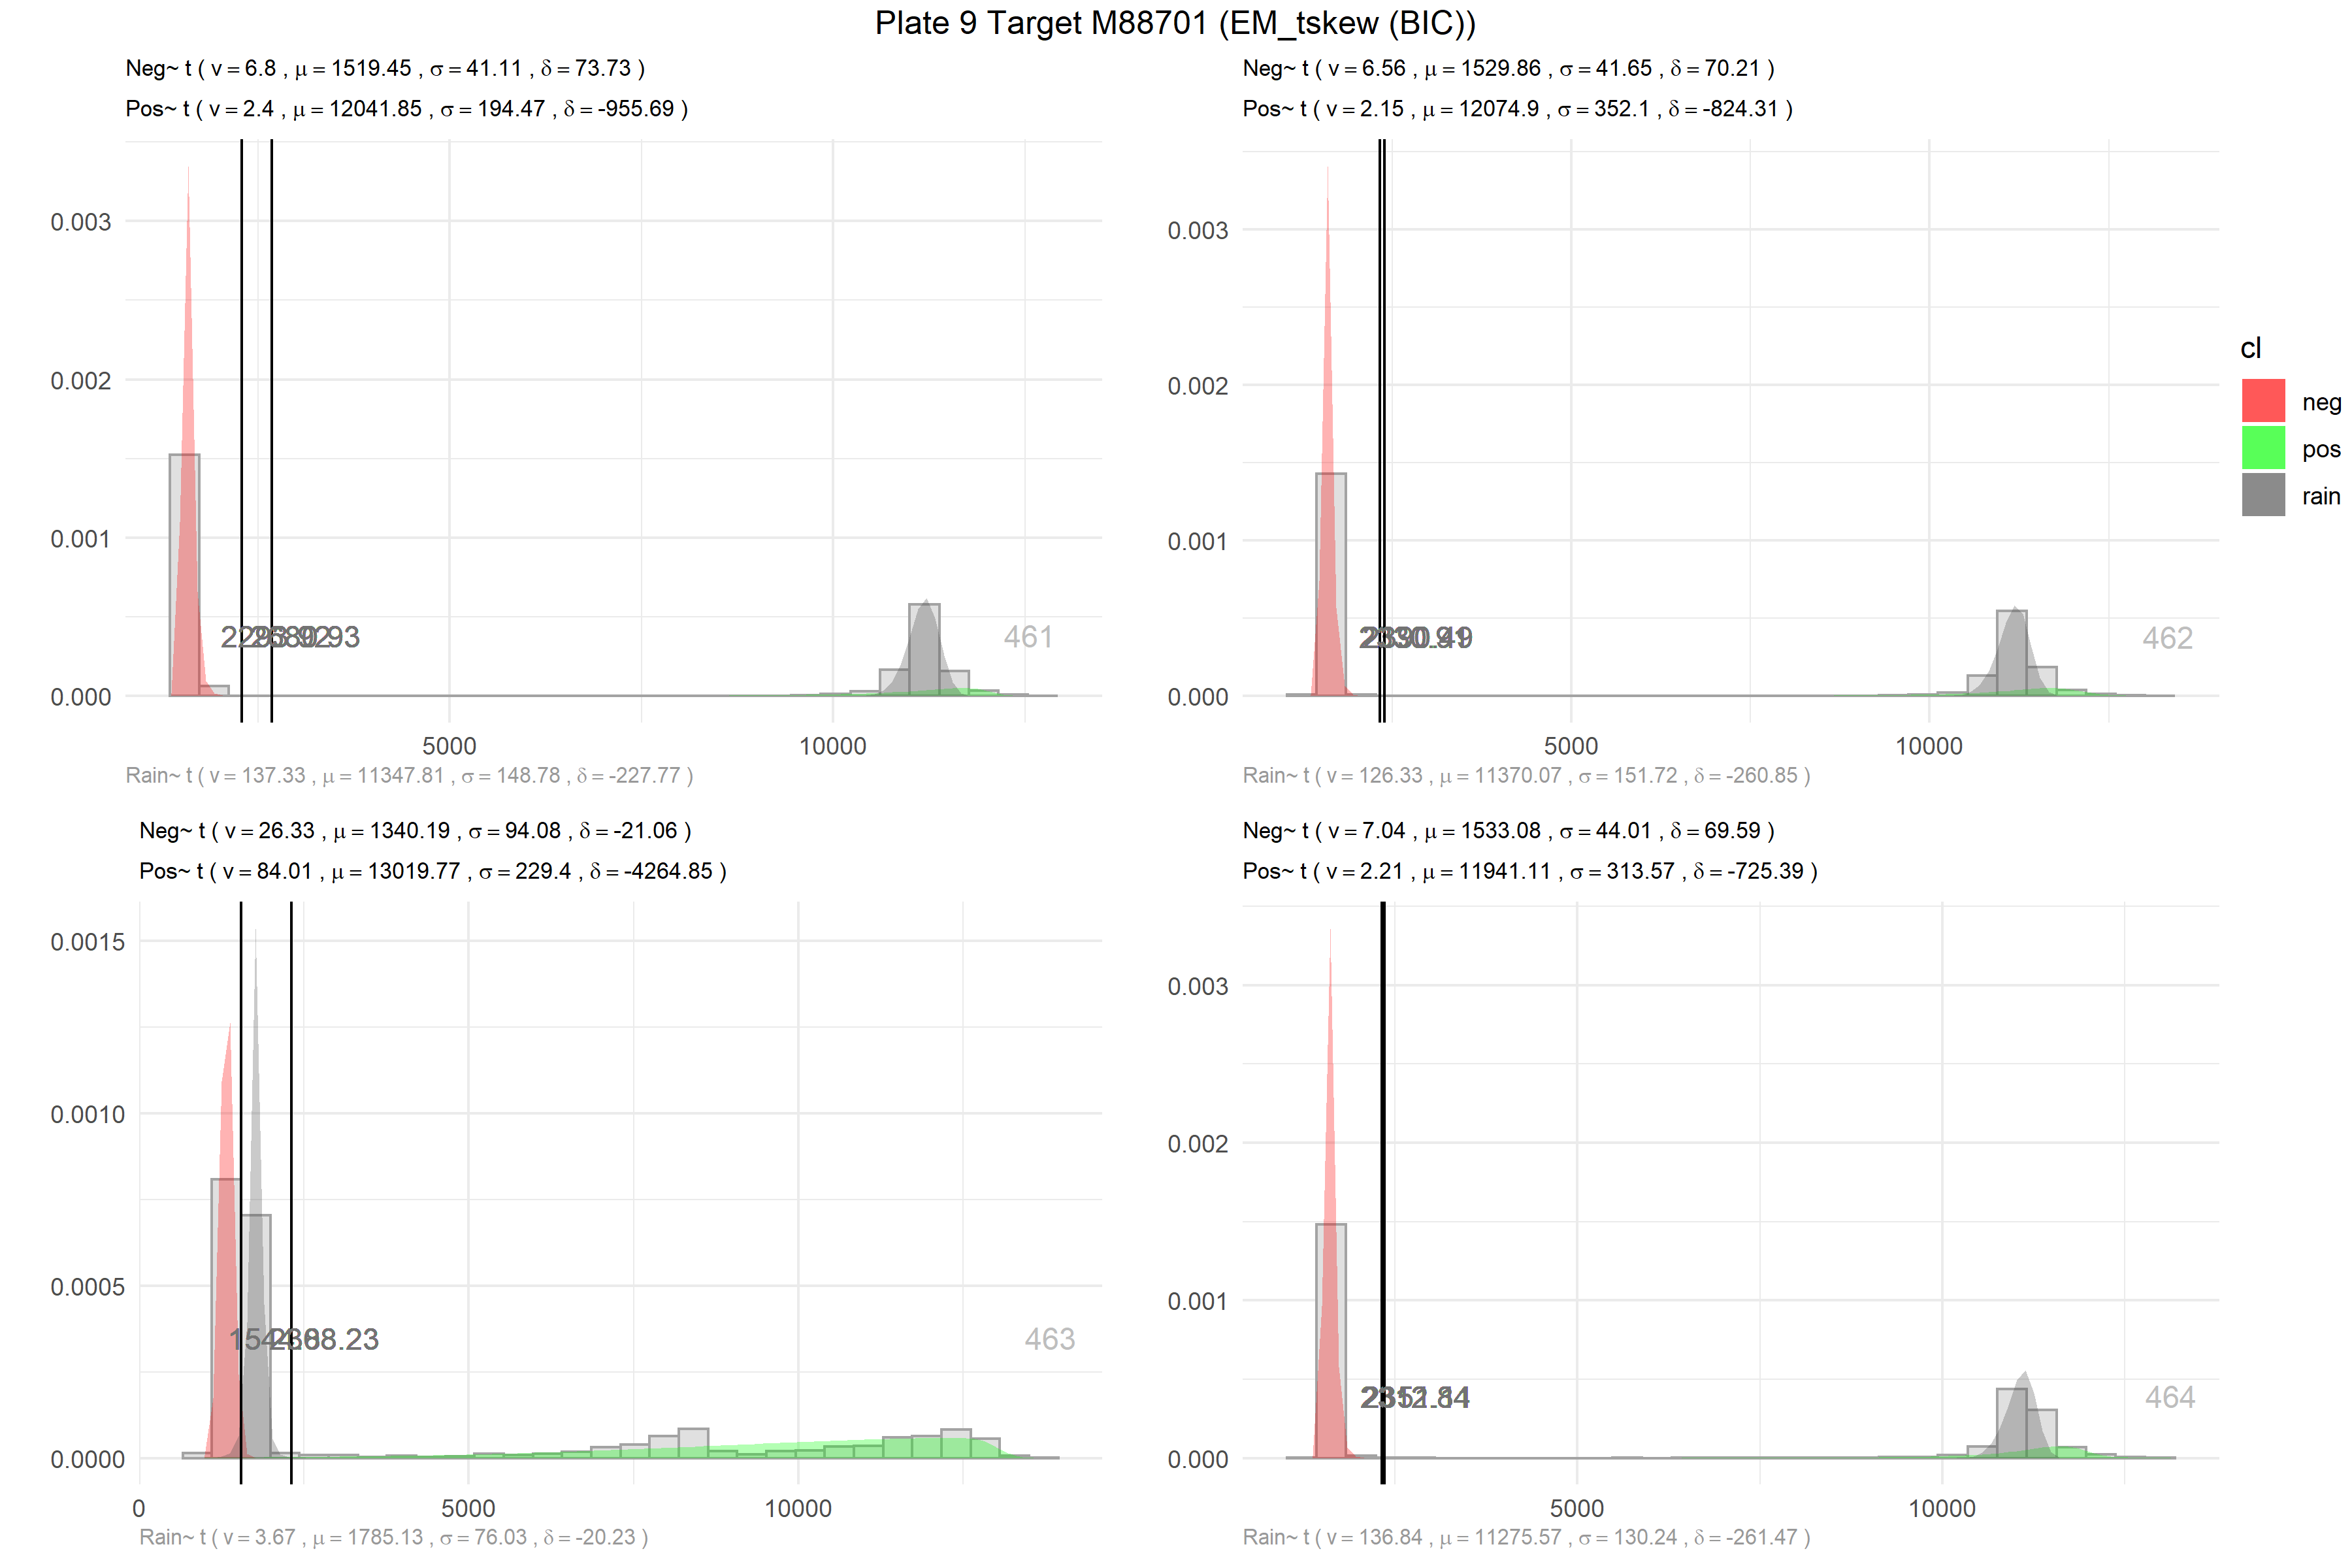 Plate 9 Target M88701 (EM_tskew (BIC))
Neg~ t ( v = 6.8 , μ = 1519.45 , σ = 41.11 , δ = 73.73 )
Pos~ t ( v = 2.4 , μ = 12041.85 , σ = 194.47 , δ = -955.69 )
0.003
0.002
0.001
0.000
461
5000
10000
Rain~ t ( v = 137.33 , μ = 11347.81 , σ = 148.78 , δ = -227.77 )
Neg~ t ( v = 6.56 , μ = 1529.86 , σ = 41.65 , δ = 70.21 )
Pos~ t ( v = 2.15 , μ = 12074.9 , σ = 352.1 , δ = -824.31 )
0.003
0.002
0.001
0.000
462
5000
10000
Rain~ t ( v = 126.33 , μ = 11370.07 , σ = 151.72 , δ = -260.85 )
cl
neg
pos
rain
Neg~ t ( v = 26.33 , μ = 1340.19 , σ = 94.08 , δ = -21.06 )
Pos~ t ( v = 84.01 , μ = 13019.77 , σ = 229.4 , δ = -4264.85 )
0.0015
0.0010
0.0005
0.0000
463
0
5000
10000
Rain~ t ( v = 3.67 , μ = 1785.13 , σ = 76.03 , δ = -20.23 )
Neg~ t ( v = 7.04 , μ = 1533.08 , σ = 44.01 , δ = 69.59 )
Pos~ t ( v = 2.21 , μ = 11941.11 , σ = 313.57 , δ = -725.39 )
0.003
0.002
0.001
0.000
464
5000
10000
Rain~ t ( v = 136.84 , μ = 11275.57 , σ = 130.24 , δ = -261.47 )